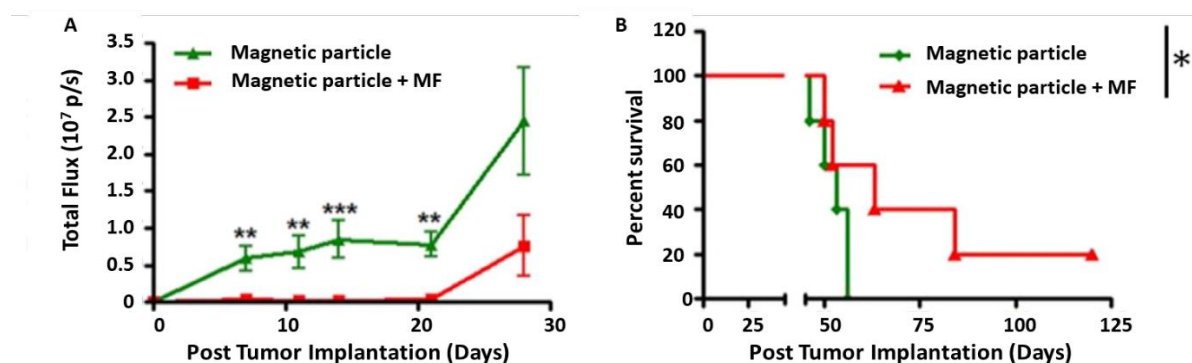 A
3.5
3.0
2.5
2.0
1.5
1.0
0.5
0
Total Flux (10⁷ p/s)
Magnetic particle
Magnetic particle + MF
**
**
***
**
0 10 20 30
Post Tumor Implantation (Days)
B
120
100
80
60
40
20
0
Percent survival
Magnetic particle
Magnetic particle + MF
*
0 25 50 75 100 125
Post Tumor Implantation (Days)